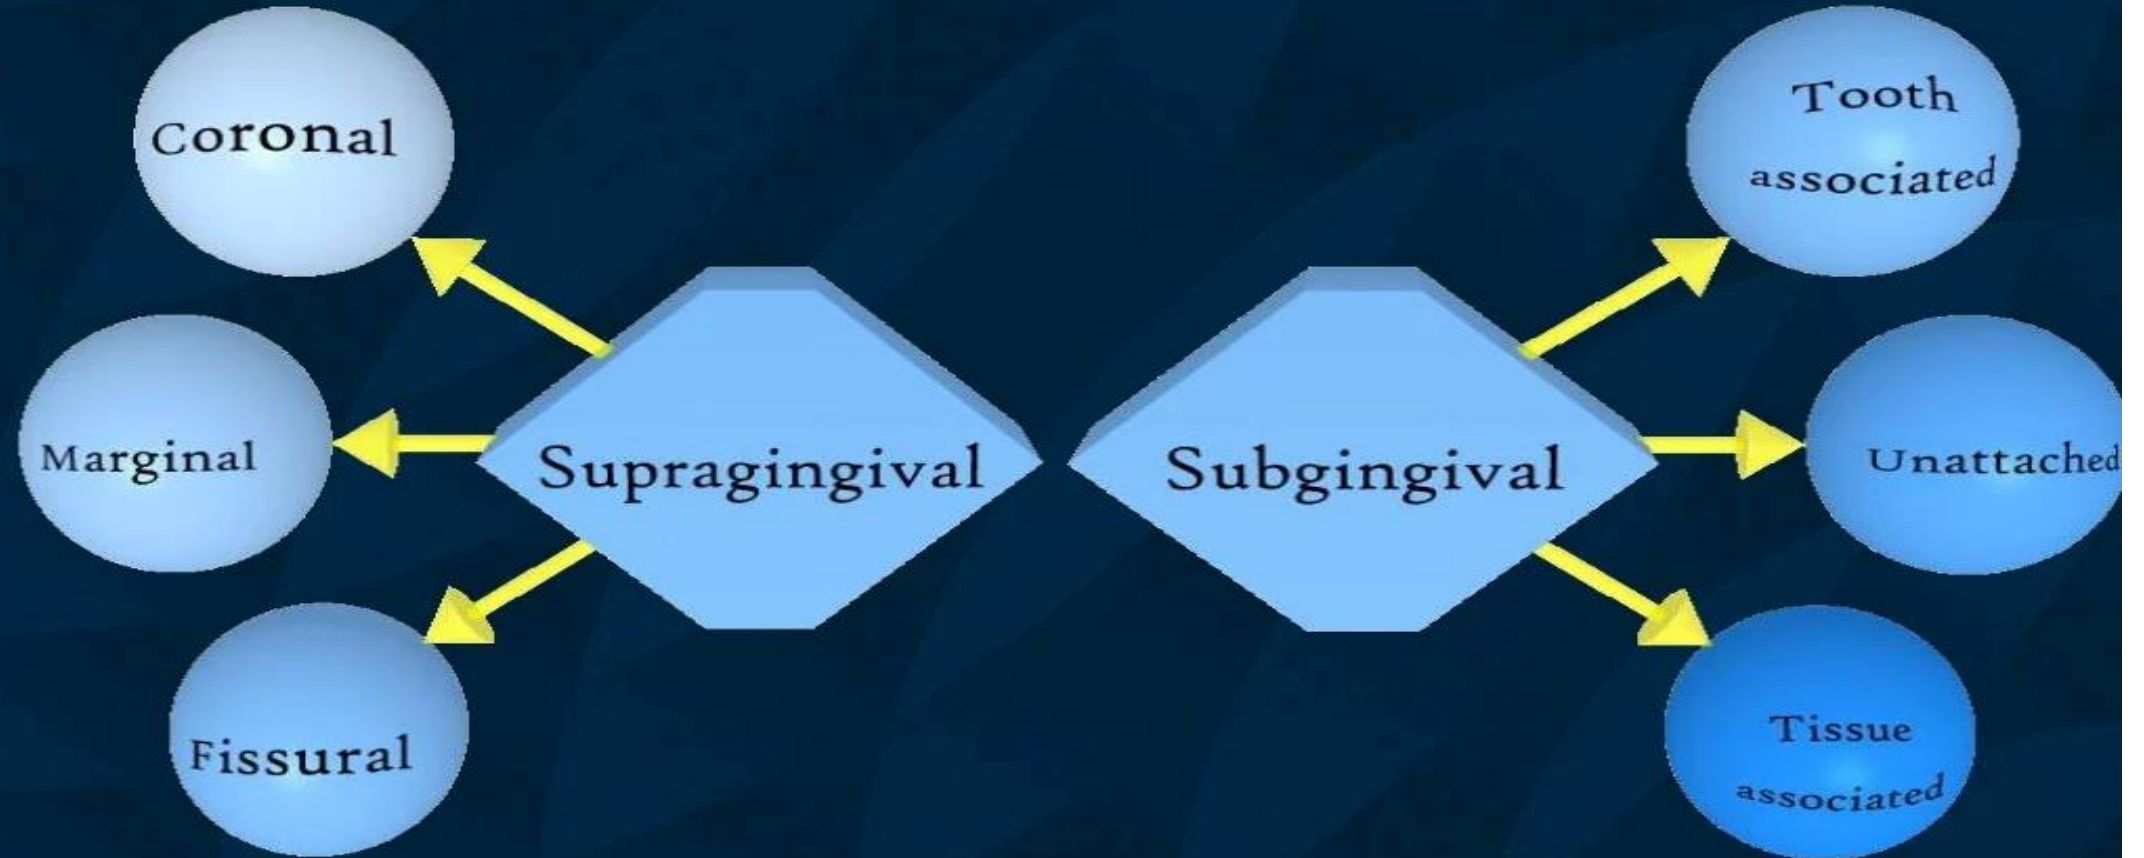 Coronal
Tooth
associated
Marginal
Supragingival
Subgingival
Unattached
Fissural
Tissue
associated